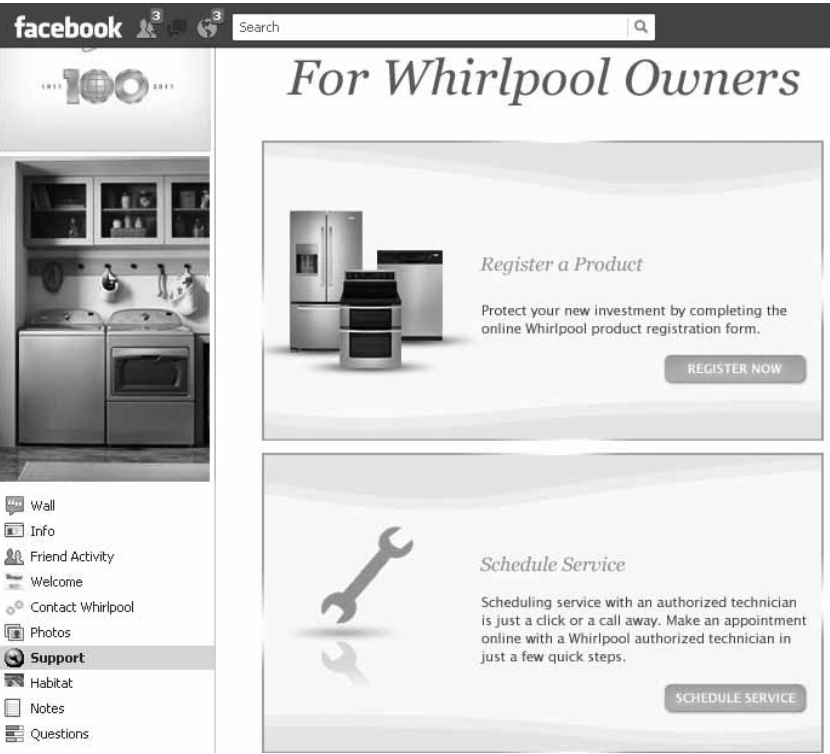 facebook
3
3
Search
1911 100 2011
For Whirlpool Owners
Register a Product
Protect your new investment by completing the
online Whirlpool product registration form.
REGISTER NOW
Wall
Info
Friend Activity
Welcome
Contact Whirlpool
Photos
Support
Habitat
Notes
Questions
Schedule Service
Scheduling service with an authorized technician
is just a click or a call away. Make an appointment
online with a Whirlpool authorized technician in
just a few quick steps.
SCHEDULE SERVICE